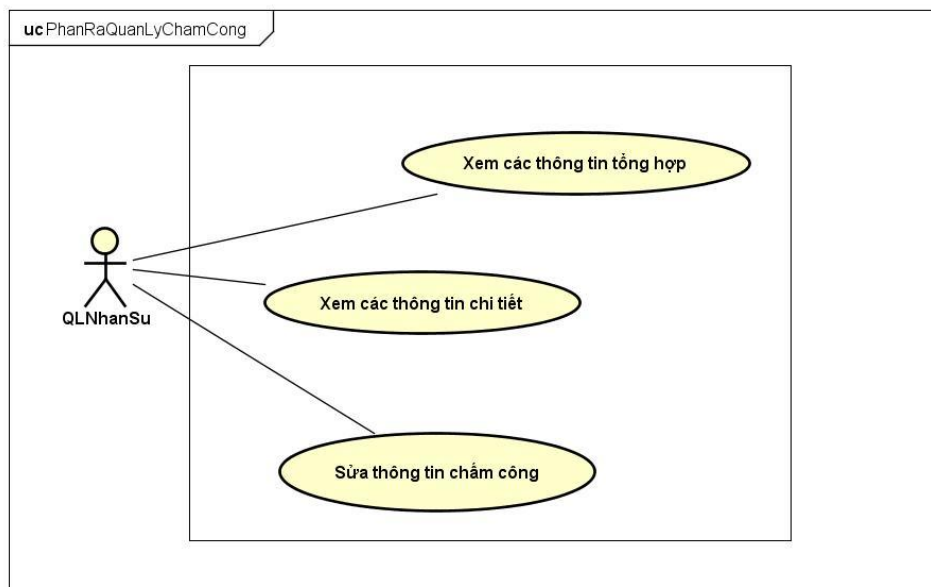 uc PhanRaQuanLyChamCong
Xem các thông tin tổng hợp
Xem các thông tin chi tiết
QLNhanSu
Sửa thông tin chấm công